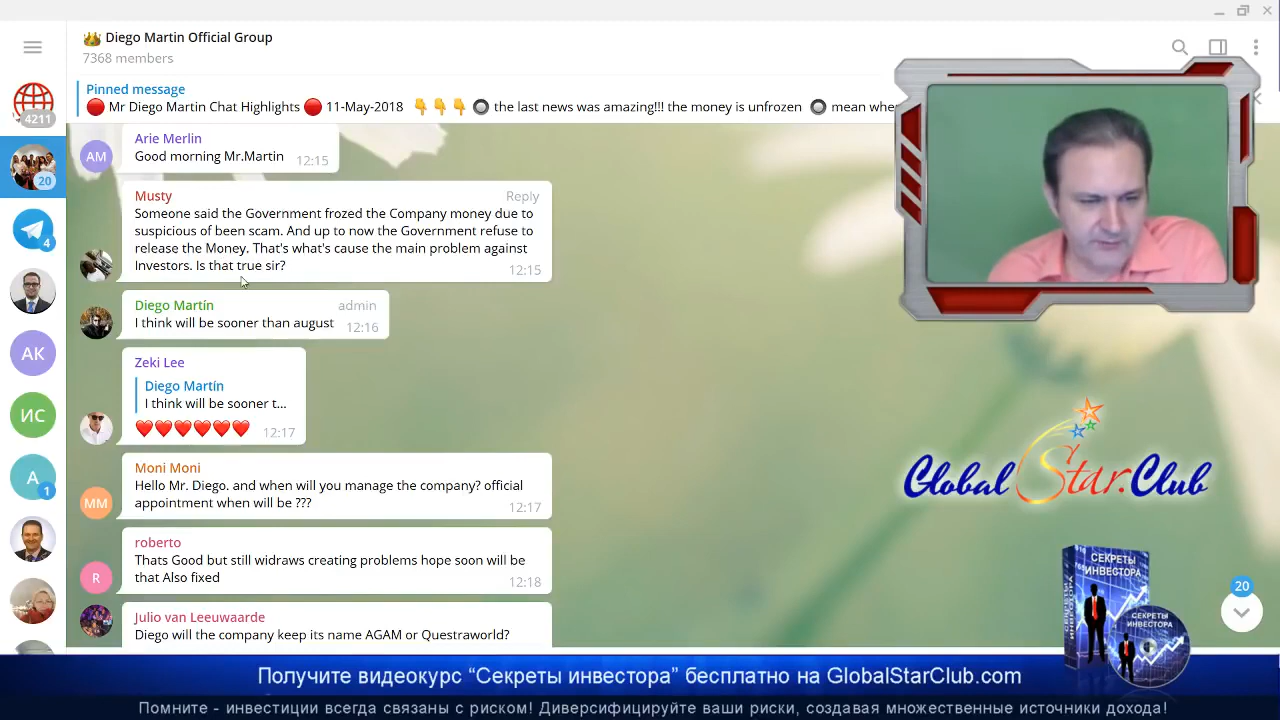 👑 Diego Martin Official Group
7368 members
4211
Pinned message
🔴 Mr Diego Martin Chat Highlights 🔴 11-May-2018 👇 👇 👇 🔘 the last news was amazing!!! the money is unfrozen 🔘 mean whe
20
AM
Arie Merlin
Good morning Mr.Martin 12:15
Musty Reply
Someone said the Government frozed the Company money due to
suspicious of been scam. And up to now the Government refuse to
release the Money. That's what's cause the main problem against
Investors. Is that true sir? 12:15
4
Diego Martín admin
I think will be sooner than august 12:16
АК
Zeki Lee
Diego Martín
I think will be sooner t...
❤️❤️❤️❤️❤️❤️ 12:17
ИС
Moni Moni
Hello Mr. Diego. and when will you manage the company? official
appointment when will be ??? 12:17
MM
А
1
roberto
Thats Good but still widraws creating problems hope soon will be
that Also fixed 12:18
R
Julio van Leeuwaarde
Diego will the company keep its name AGAM or Questraworld?
Global Star.Club
СЕКРЕТЫ
ИНВЕСТОРА
СЕКРЕТЫ
ИНВЕСТОРА
20
Получите видеокурс “Секреты инвестора” бесплатно на GlobalStarClub.com
Помните - инвестиции всегда связаны с риском! Диверсифицируйте ваши риски, создавая множественные источники дохода!